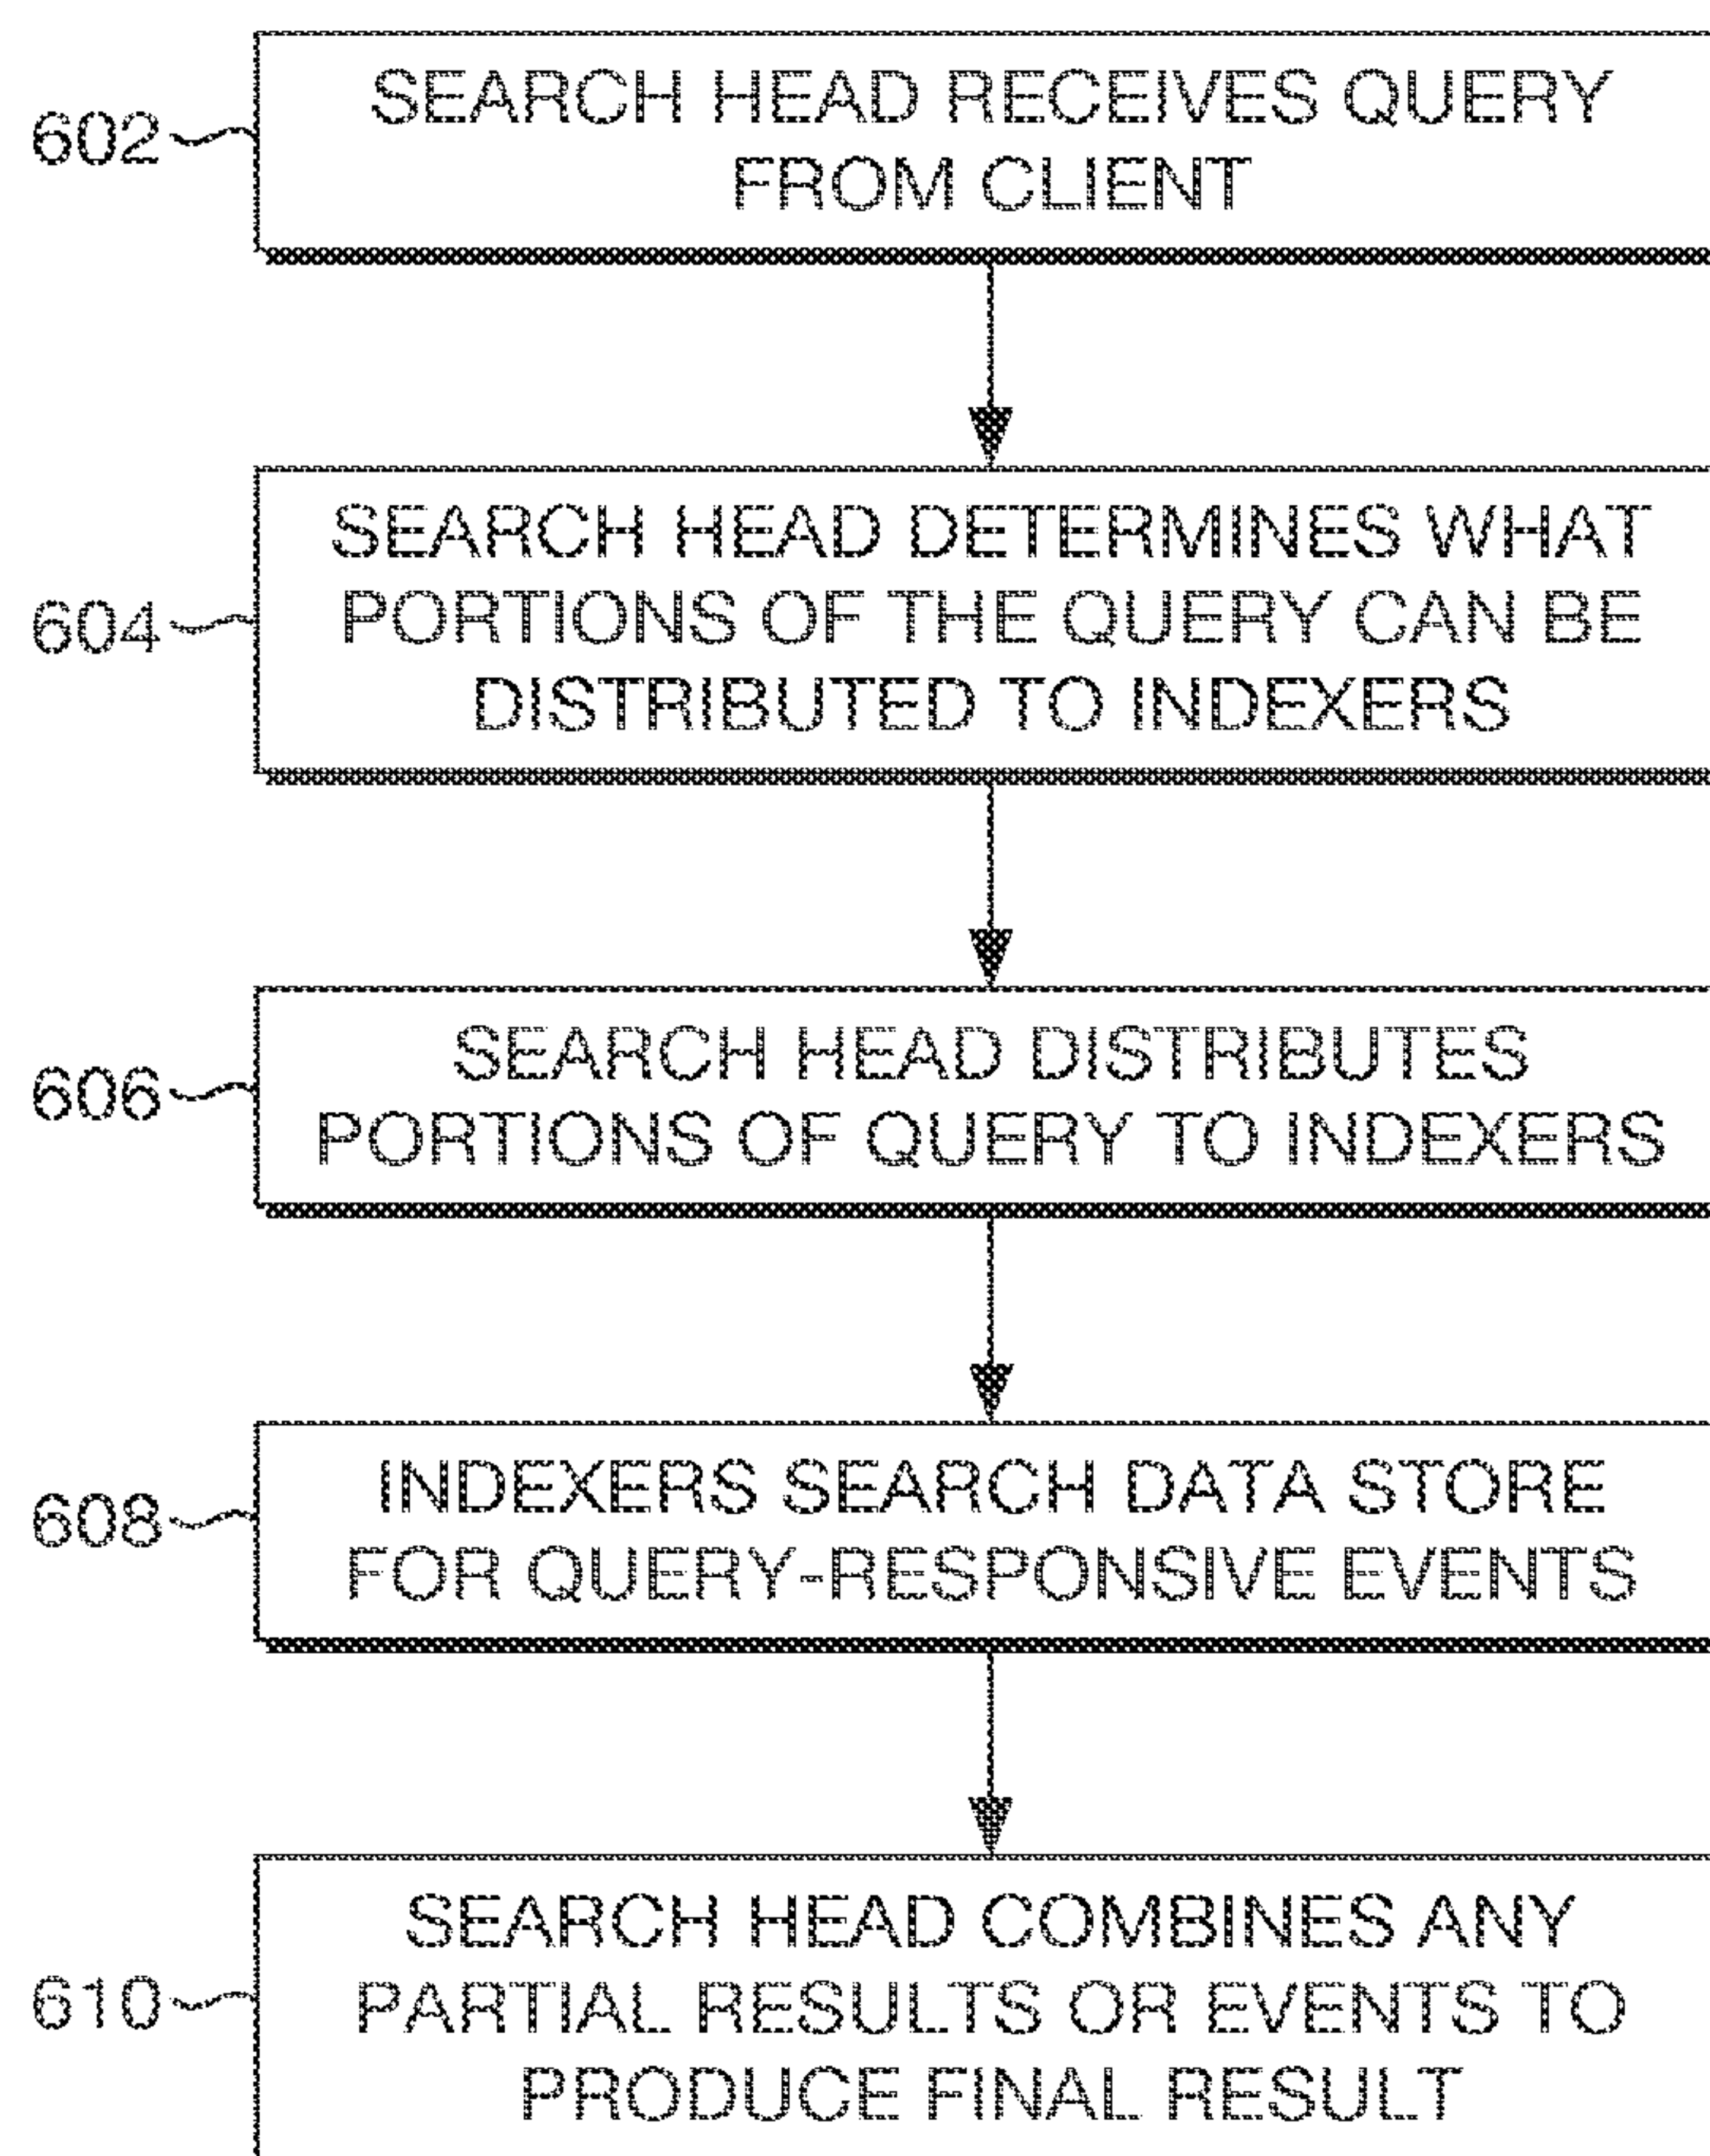 602
SEARCH HEAD RECEIVES QUERY
FROM CLIENT
604
SEARCH HEAD DETERMINES WHAT
PORTIONS OF THE QUERY CAN BE
DISTRIBUTED TO INDEXERS
606
SEARCH HEAD DISTRIBUTES
PORTIONS OF QUERY TO INDEXERS
608
INDEXERS SEARCH DATA STORE
FOR QUERY-RESPONSIVE EVENTS
610
SEARCH HEAD COMBINES ANY
PARTIAL RESULTS OR EVENTS TO
PRODUCE FINAL RESULT